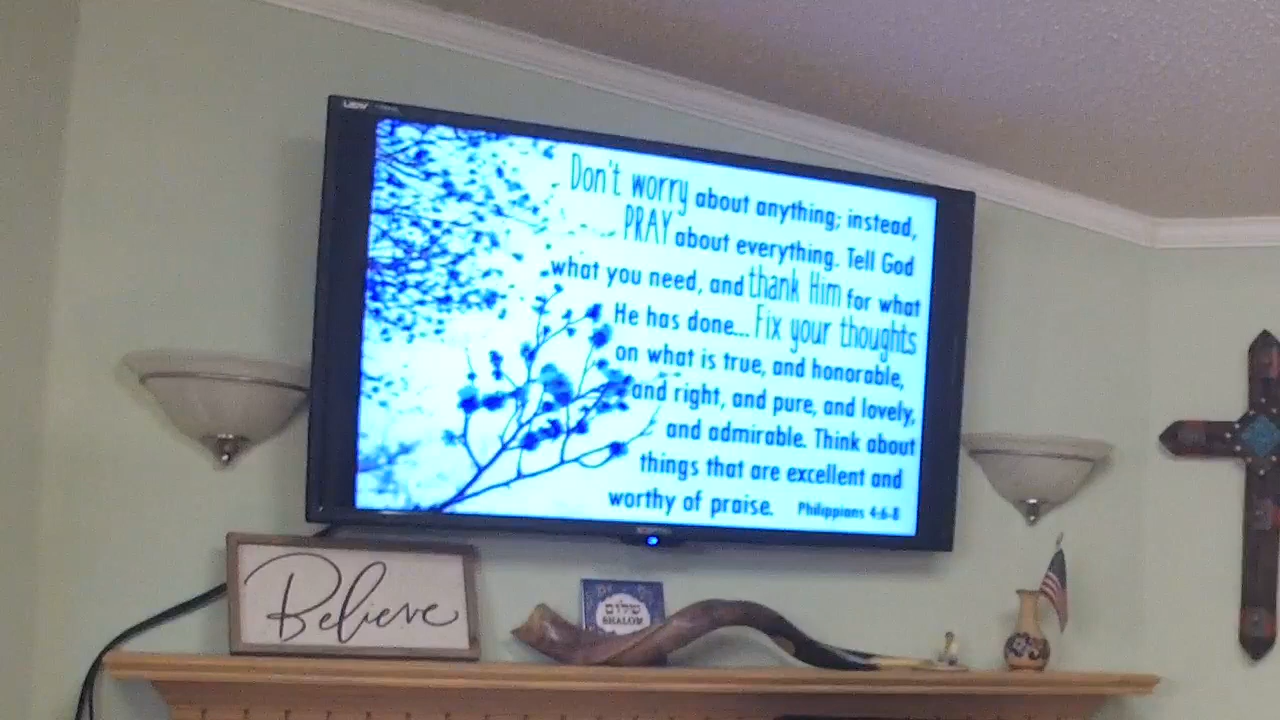 Don't worry about anything; instead,
PRAY about everything. Tell God
what you need, and thank Him for what
He has done... Fix your thoughts
on what is true, and honorable,
and right, and pure, and lovely,
and admirable. Think about
things that are excellent and
worthy of praise. Philippians 4:6-8
Believe
שלום
SHALOM